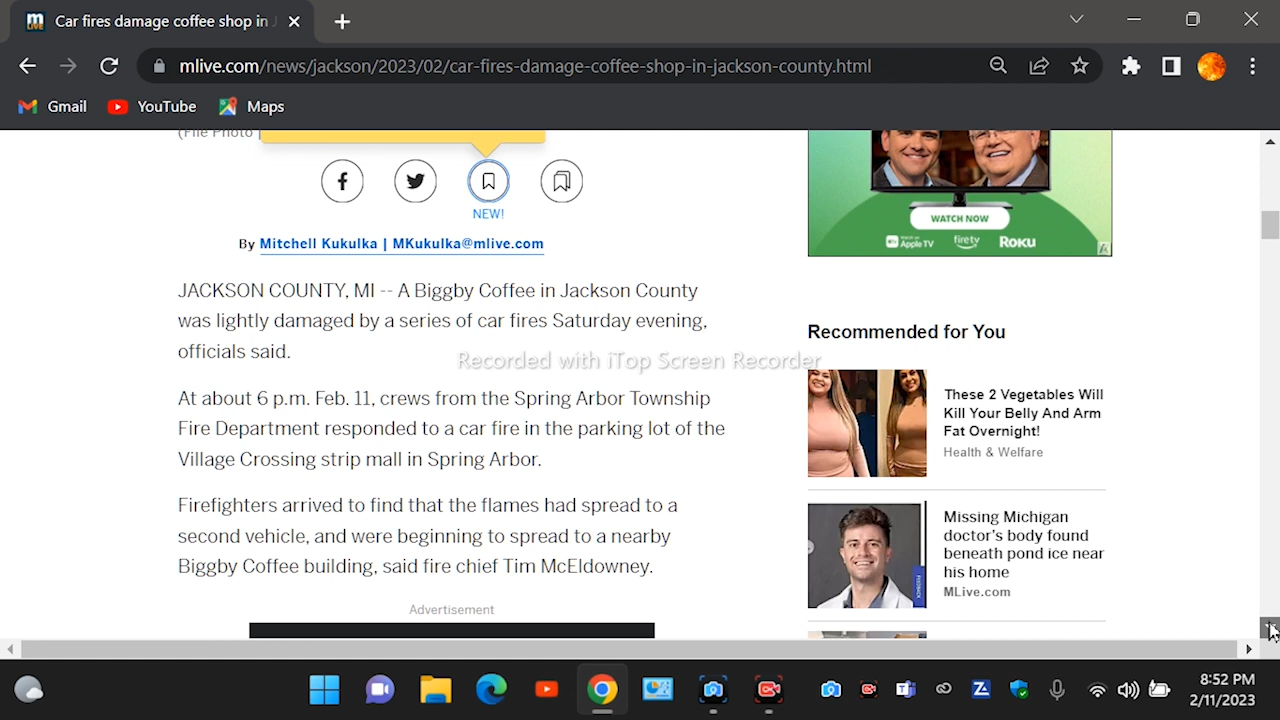 Car fires damage coffee shop in J
mlive.com/news/jackson/2023/02/car-fires-damage-coffee-shop-in-jackson-county.html
Gmail
YouTube
Maps
(File Photo |
NEW!
By Mitchell Kukulka | MKukulka@mlive.com
JACKSON COUNTY, MI -- A Biggby Coffee in Jackson County
was lightly damaged by a series of car fires Saturday evening,
officials said.
Recorded with iTop Screen Recorder
At about 6 p.m. Feb. 11, crews from the Spring Arbor Township
Fire Department responded to a car fire in the parking lot of the
Village Crossing strip mall in Spring Arbor.
Firefighters arrived to find that the flames had spread to a
second vehicle, and were beginning to spread to a nearby
Biggby Coffee building, said fire chief Tim McEldowney.
Advertisement
WATCH NOW
Apple TV
firetv
ROKU
Recommended for You
These 2 Vegetables Will
Kill Your Belly And Arm
Fat Overnight!
Health & Welfare
Missing Michigan
doctor's body found
beneath pond ice near
his home
MLive.com
8:52 PM
2/11/2023